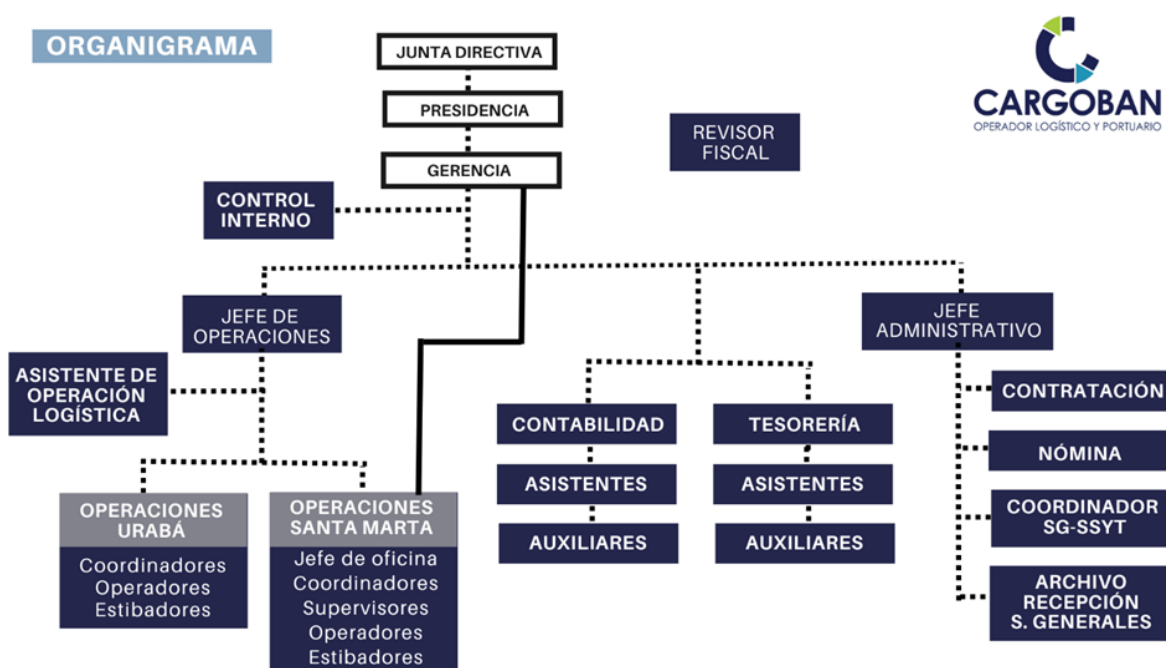 ORGANIGRAMA
JUNTA DIRECTIVA
PRESIDENCIA
GERENCIA
REVISOR
FISCAL
CARGOBAN
OPERADOR LOGÍSTICO Y PORTUARIO
CONTROL
INTERNO
JEFE DE
OPERACIONES
JEFE
ADMINISTRATIVO
ASISTENTE DE
OPERACIÓN
LOGÍSTICA
CONTABILIDAD
ASISTENTES
AUXILIARES
TESORERÍA
ASISTENTES
AUXILIARES
CONTRATACIÓN
NÓMINA
COORDINADOR
SG-SSYT
ARCHIVO
RECEPCIÓN
S. GENERALES
OPERACIONES
URABÁ
Coordinadores
Operadores
Estibadores
OPERACIONES
SANTA MARTA
Jefe de oficina
Coordinadores
Supervisores
Operadores
Estibadores